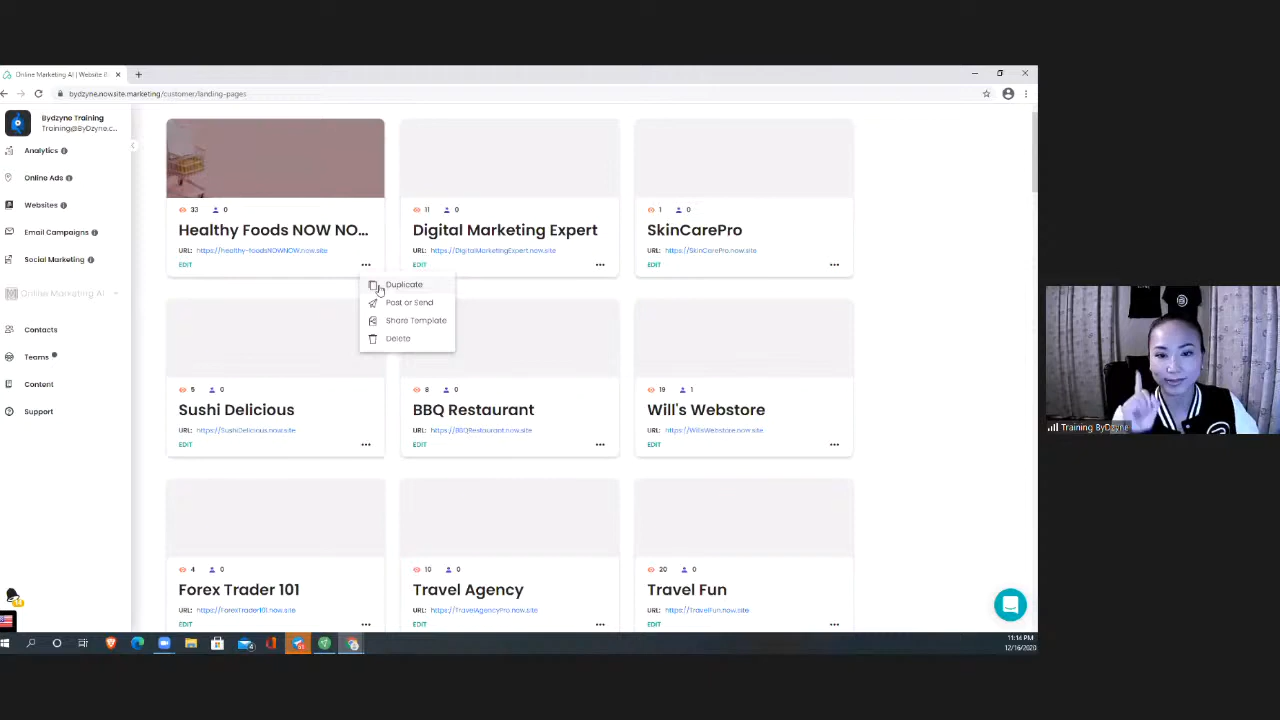 Online Marketing AI | Website B
bydzyne.nowsite.marketing/customer/landing-pages
Bydzyne Training
Training@ByDzyne.c...
Analytics
Online Ads
Websites
Email Campaigns
Social Marketing
Online Marketing AI
Contacts
Teams
Content
Support
33 0
Healthy Foods NOW NO...
URL: https://healthy-foodsNOWNOW.now.site
EDIT
11 0
Digital Marketing Expert
URL: https://DigitalMarketingExpert.now.site
EDIT
1 0
SkinCarePro
URL: https://SkinCarePro.now.site
EDIT
Duplicate
Post or Send
Share Template
Delete
5 0
Sushi Delicious
URL: https://SushiDelicious.now.site
EDIT
8 0
BBQ Restaurant
URL: https://BBQRestaurant.now.site
EDIT
19 1
Will's Webstore
URL: https://WillsWebstore.now.site
EDIT
4 0
Forex Trader 101
URL: https://ForexTrader101.now.site
EDIT
10 0
Travel Agency
URL: https://TravelAgencyPro.now.site
EDIT
20 0
Travel Fun
URL: https://TravelFun.now.site
EDIT
Training ByDzyne
11:14 PM
12/16/2020